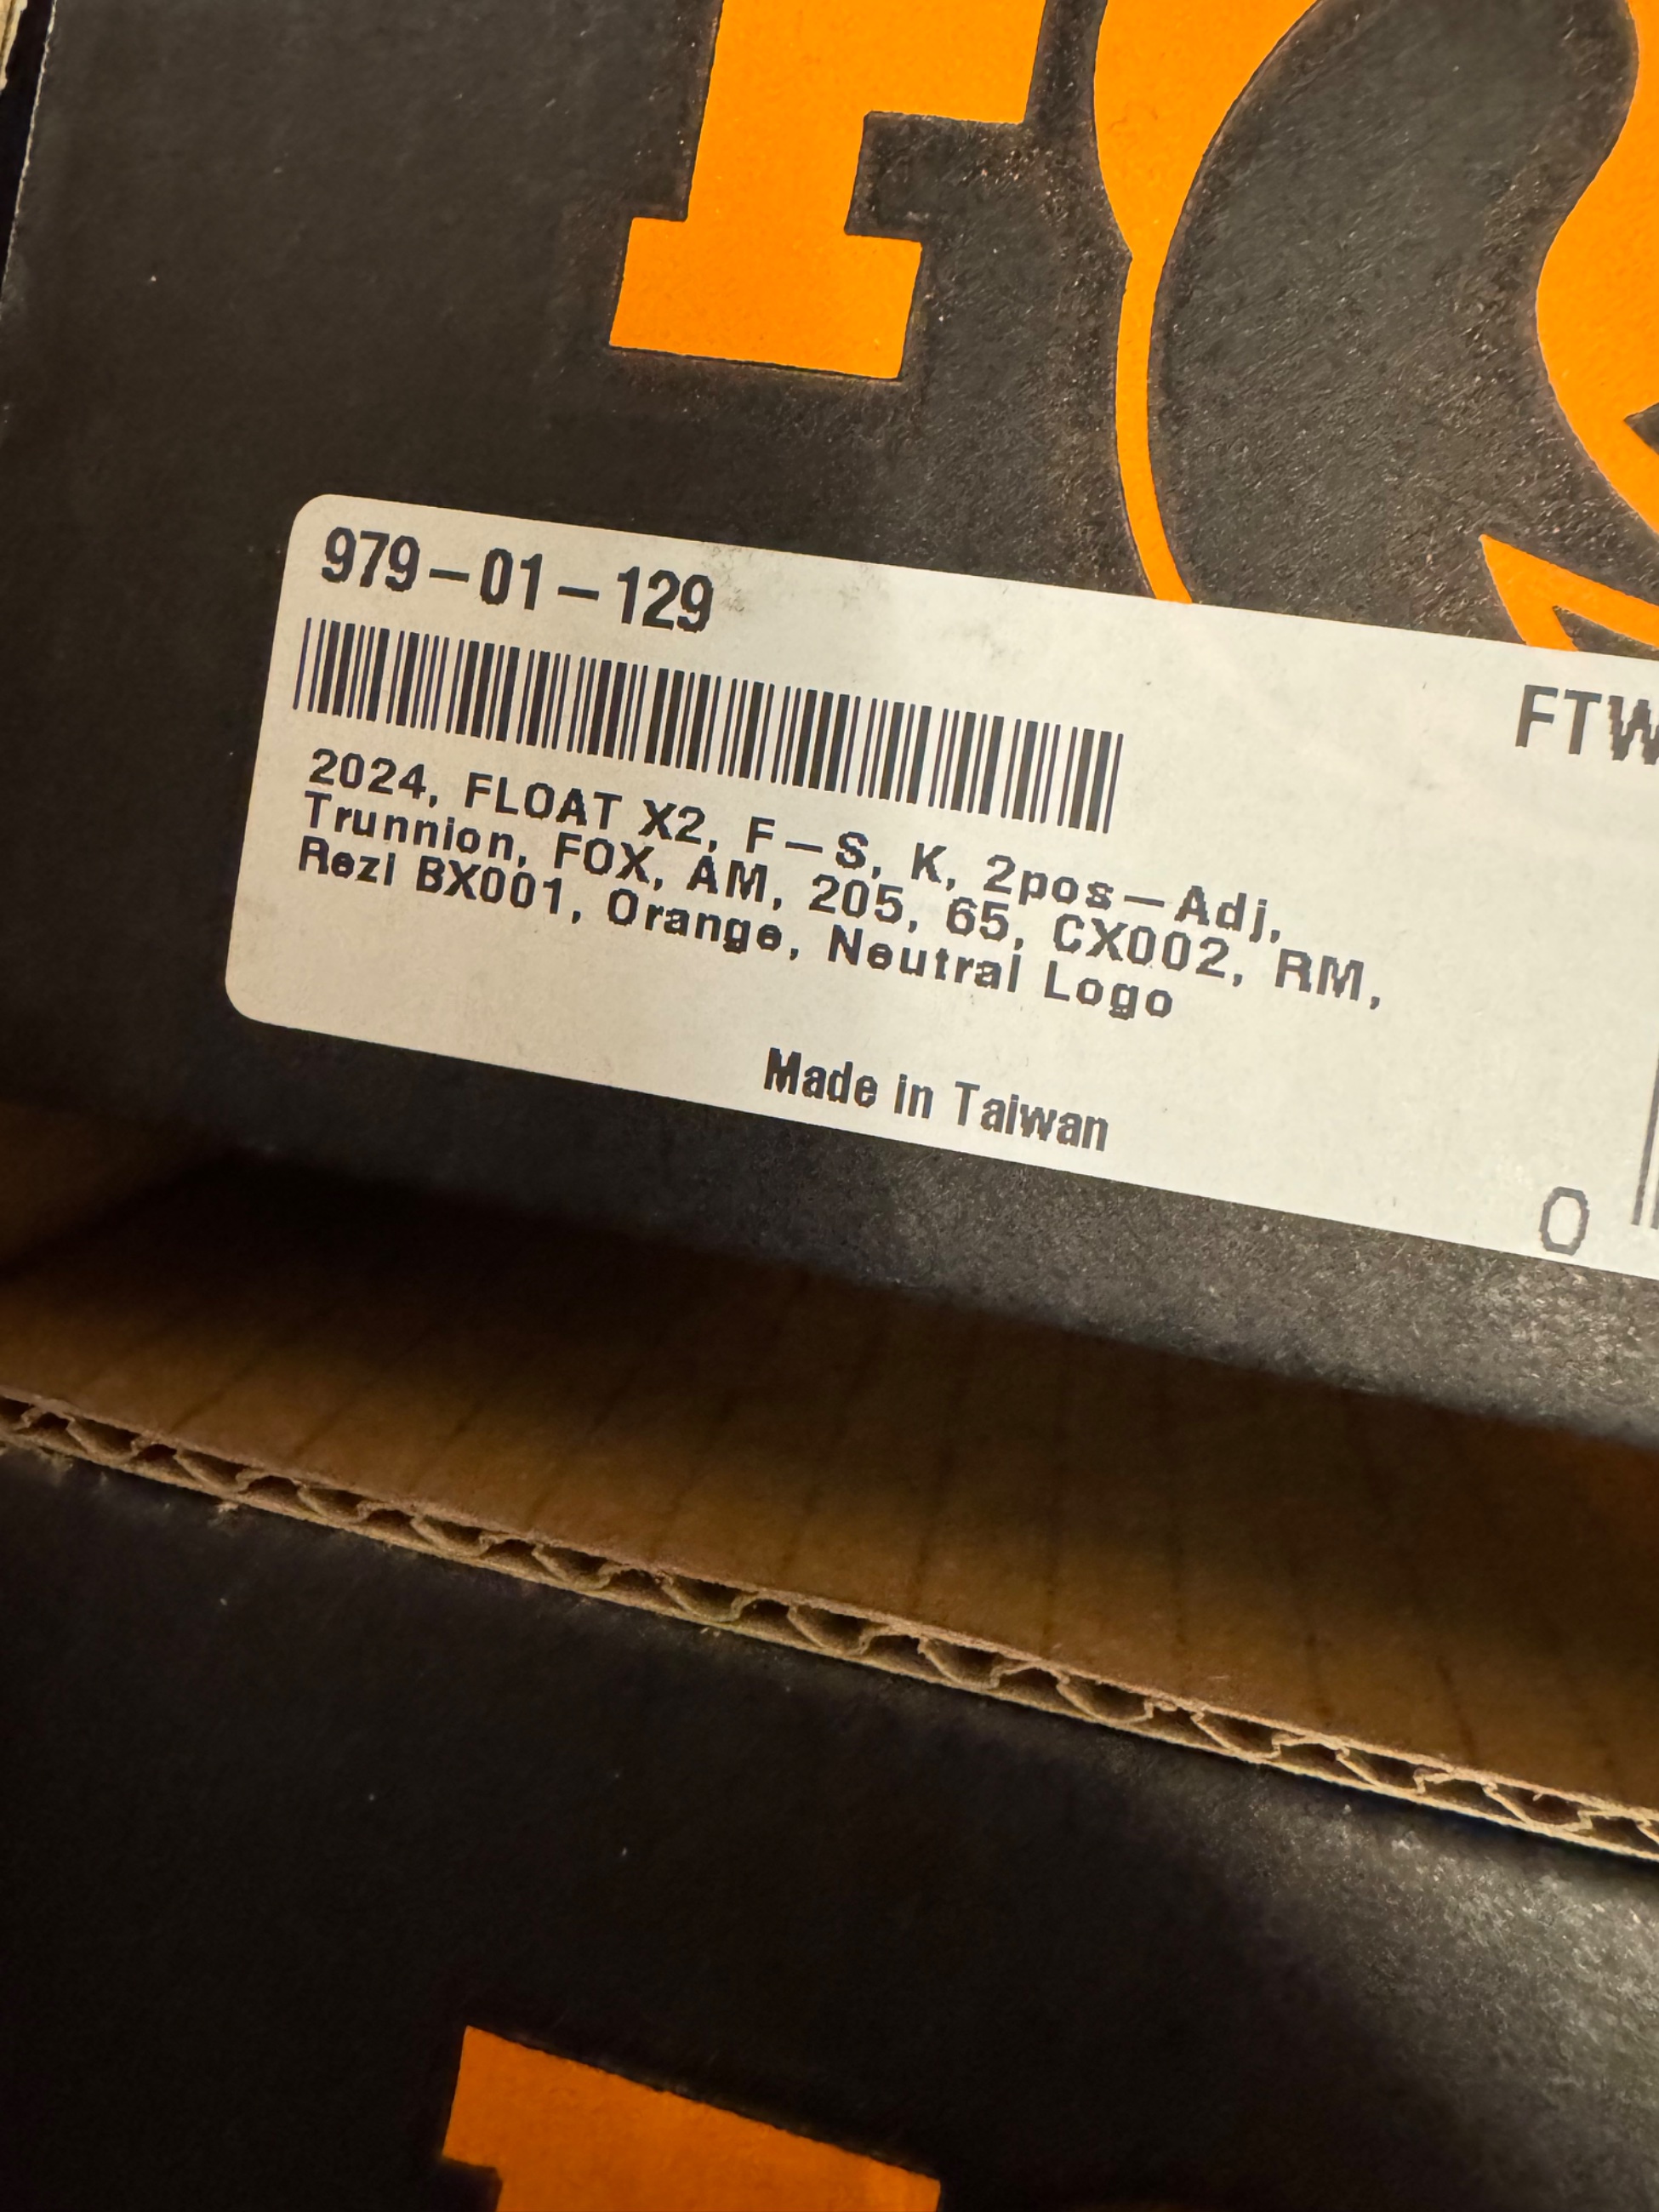 979-01-129
FTW
2024, FLOAT X2, F-S, K, 2pos-Adj,
Trunnion, FOX, AM, 205, 65, CX002, RM,
Rezi BX001, Orange, Neutral Logo
Made in Taiwan
0